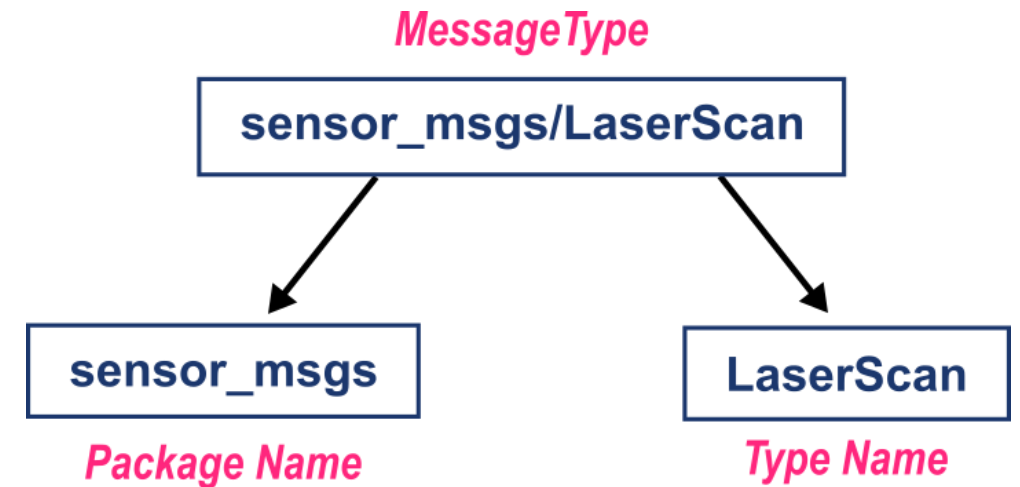 MessageType
sensor_msgs/LaserScan
sensor_msgs
LaserScan
Package Name
Type Name